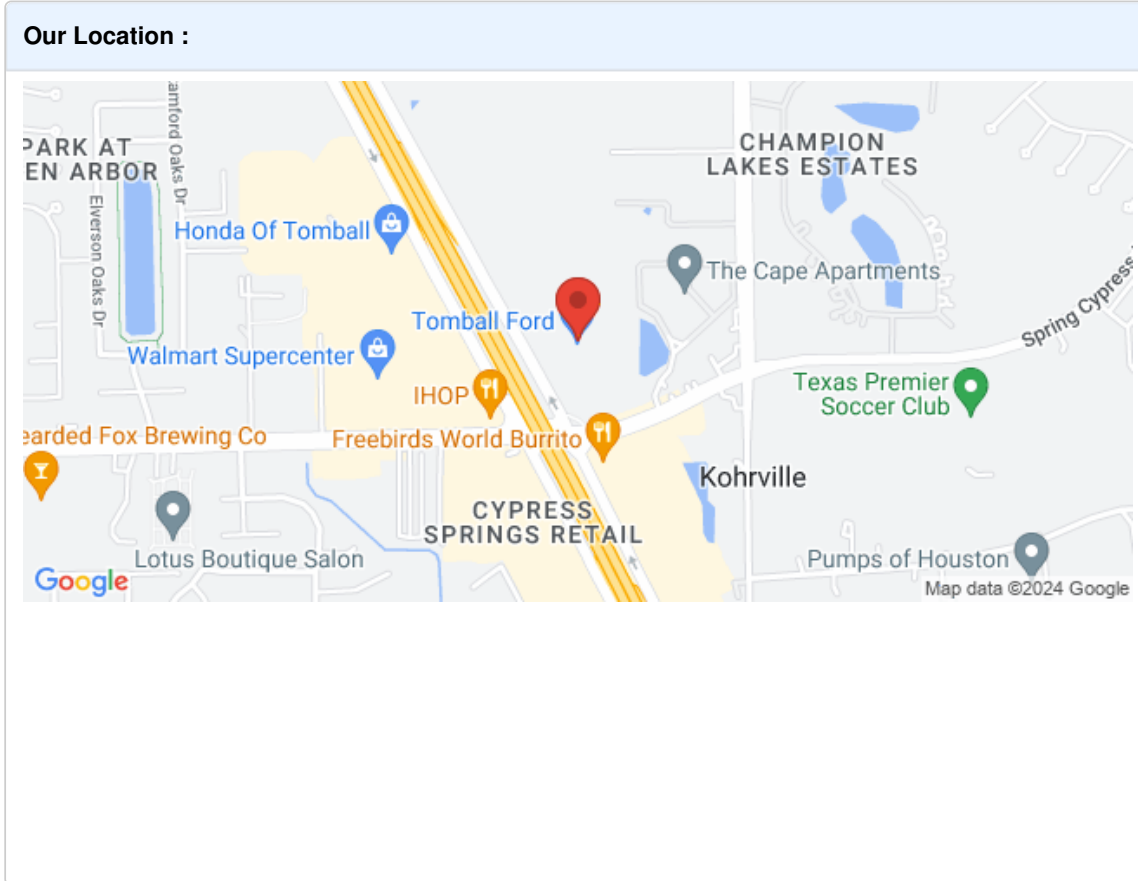 Our Location :
amford Oaks Dr
PARK AT
EN ARBOR
CHAMPION
LAKES ESTATES
Elverson Oaks Dr
Honda Of Tomball
The Cape Apartments
Spring Cypress
Tomball Ford
Walmart Supercenter
IHOP
Texas Premier
Soccer Club
earded Fox Brewing Co
Freebirds World Burrito
Kohrville
CYPRESS
SPRINGS RETAIL
Lotus Boutique Salon
Pumps of Houston
Google
Map data ©2024 Google